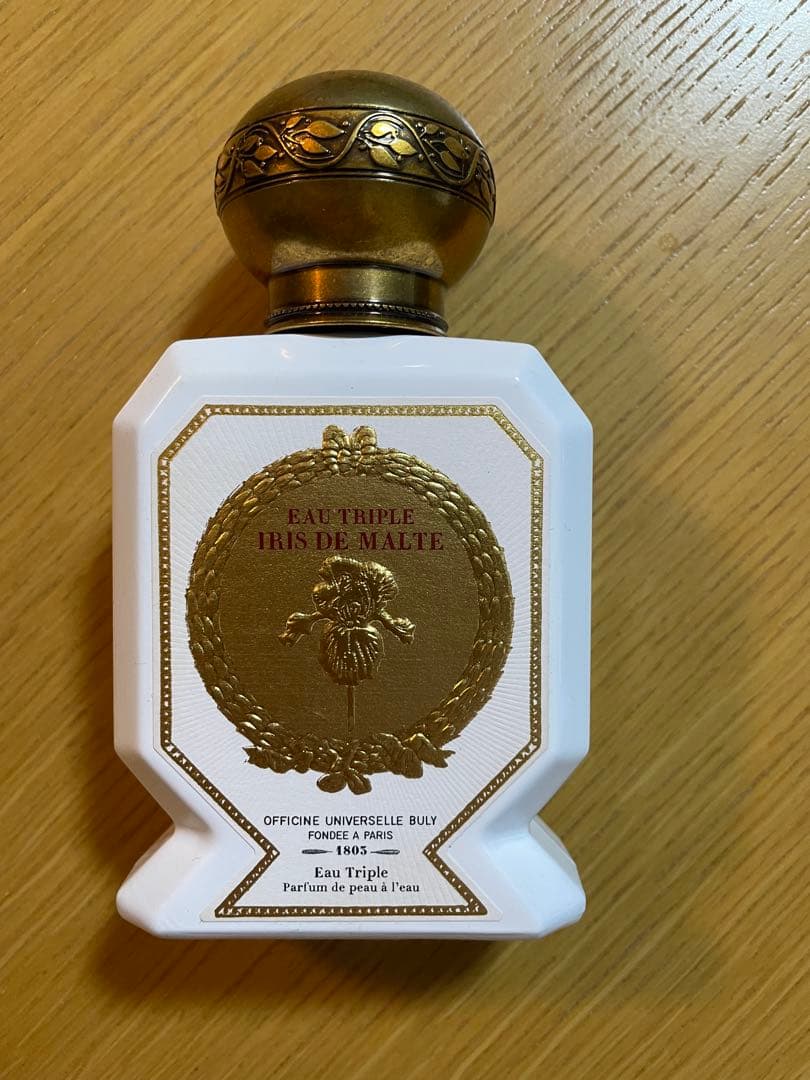 EAU TRIPLE
IRIS DE MALTE
OFFICINE UNIVERSELLE BULY
FONDEE A PARIS
1803
Eau Triple
Parfum de peau à l'eau